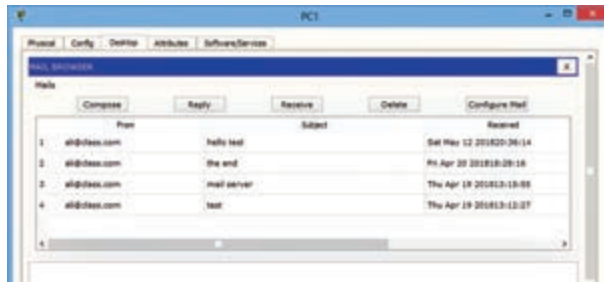 PC1
Physical Config Desktop Attributes Software/Services
MAIL BROWSER X
Mails
Compose Reply Receive Delete Configure Mail
From Subject Received
1 ali@class.com hello test Sat May 12 201820:36:14
2 ali@class.com the end Fri Apr 20 201818:28:16
3 ali@class.com mail server Thu Apr 19 201813:15:55
4 ali@class.com test Thu Apr 19 201813:12:27